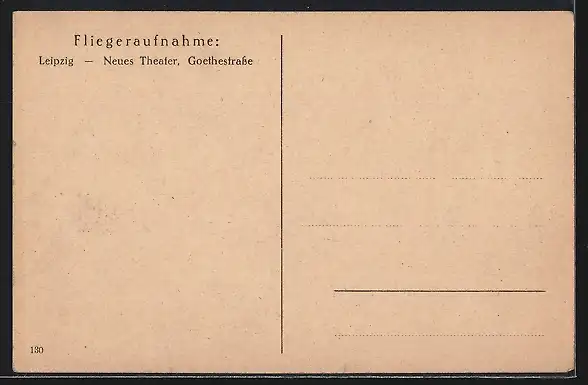 Fliegeraufnahme:
Leipzig — Neues Theater, Goethestraße
130